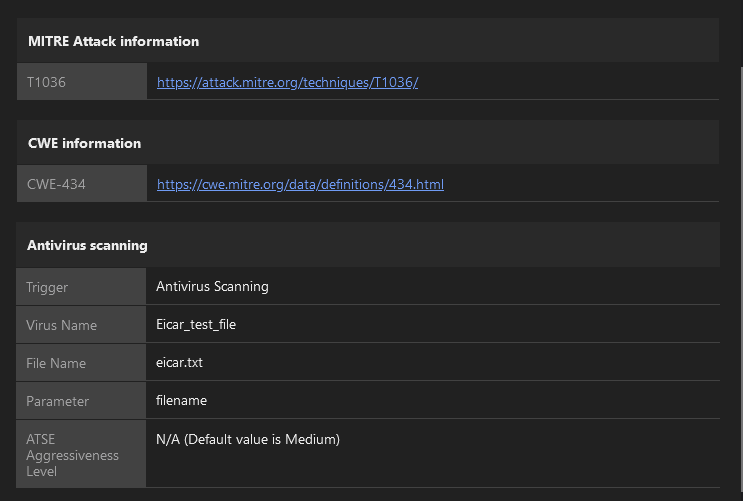 MITRE Attack information
T1036
https://attack.mitre.org/techniques/T1036/
CWE information
CWE-434
https://cwe.mitre.org/data/definitions/434.html
Antivirus scanning
Trigger
Antivirus Scanning
Virus Name
Eicar_test_file
File Name
eicar.txt
Parameter
filename
ATSE
Aggressiveness
Level
N/A (Default value is Medium)